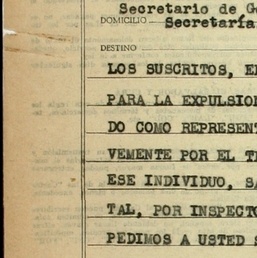 Secretario de G
DOMICILIO Secretaría
DESTINO
LOS SUSCRITOS, E
PARA LA EXPULSIO
DO COMO REPRESENT
VEMENTE POR EL T
ESE INDIVIDUO, S
TAL, POR INSPECTO
PEDIMOS A USTED S